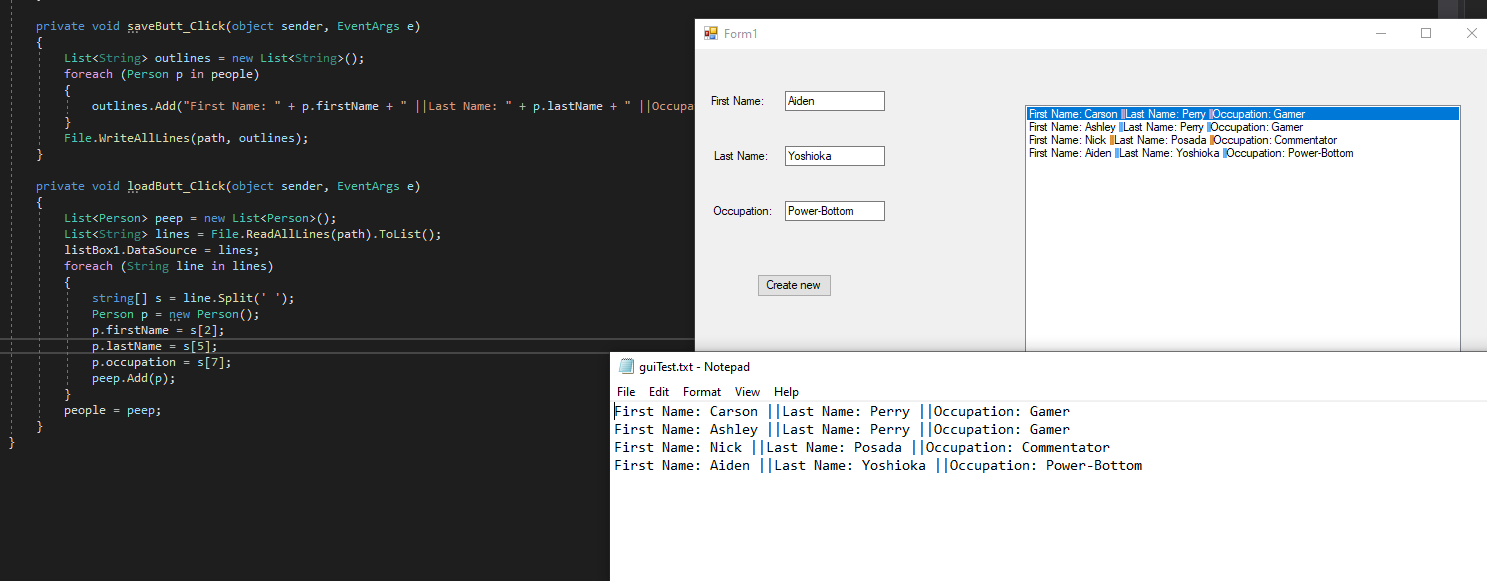 private void saveButt_Click(object sender, EventArgs e)
{
List<String> outlines = new List<String>();
foreach (Person p in people)
{
outlines.Add("First Name: " + p.firstName + " ||Last Name: " + p.lastName + " ||Occupa
}
File.WriteAllLines(path, outlines);
}
private void loadButt_Click(object sender, EventArgs e)
{
List<Person> peep = new List<Person>();
List<String> lines = File.ReadAllLines(path).ToList();
listBox1.DataSource = lines;
foreach (String line in lines)
{
string[] s = line.Split(' ');
Person p = new Person();
p.firstName = s[2];
p.lastName = s[5];
p.occupation = s[7];
peep.Add(p);
}
people = peep;
}
}
Form1
First Name: Aiden
Last Name: Yoshioka
Occupation: Power-Bottom
Create new
First Name: Carson ||Last Name: Perry ||Occupation: Gamer
First Name: Ashley ||Last Name: Perry ||Occupation: Gamer
First Name: Nick ||Last Name: Posada ||Occupation: Commentator
First Name: Aiden ||Last Name: Yoshioka ||Occupation: Power-Bottom
guiTest.txt - Notepad
File Edit Format View Help
First Name: Carson ||Last Name: Perry ||Occupation: Gamer
First Name: Ashley ||Last Name: Perry ||Occupation: Gamer
First Name: Nick ||Last Name: Posada ||Occupation: Commentator
First Name: Aiden ||Last Name: Yoshioka ||Occupation: Power-Bottom